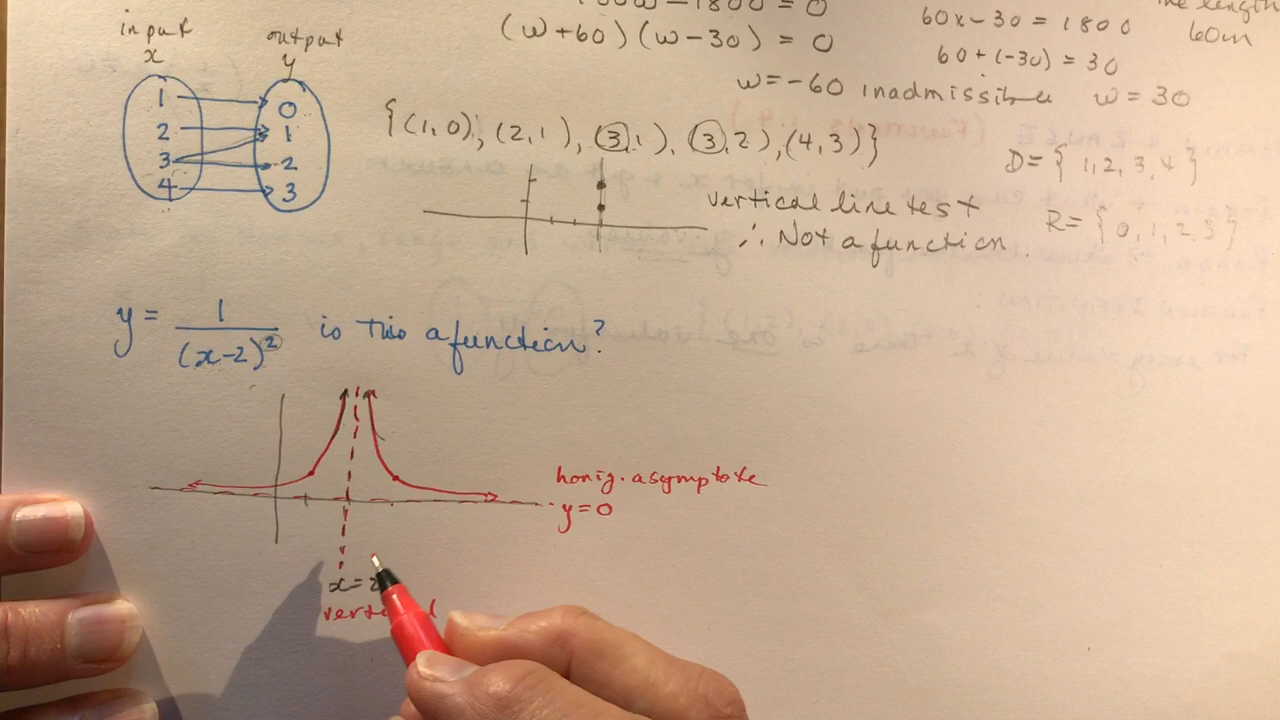 (w+60)(w-30) = 0
60x-30 = 1800
60m
60+(-30) = 30
w=-60 inadmissible w = 30
input
x
output
y
1
2
3
4
0
1
2
3
{(1,0), (2,1), (3,1), (3,2), (4,3)}
D={1,2,3,4}
vertical line test
∴ Not a function
R={0,1,2,3}
y = 1/(x-2)² is this a function?
horiz. asymptote
y=0
x=2